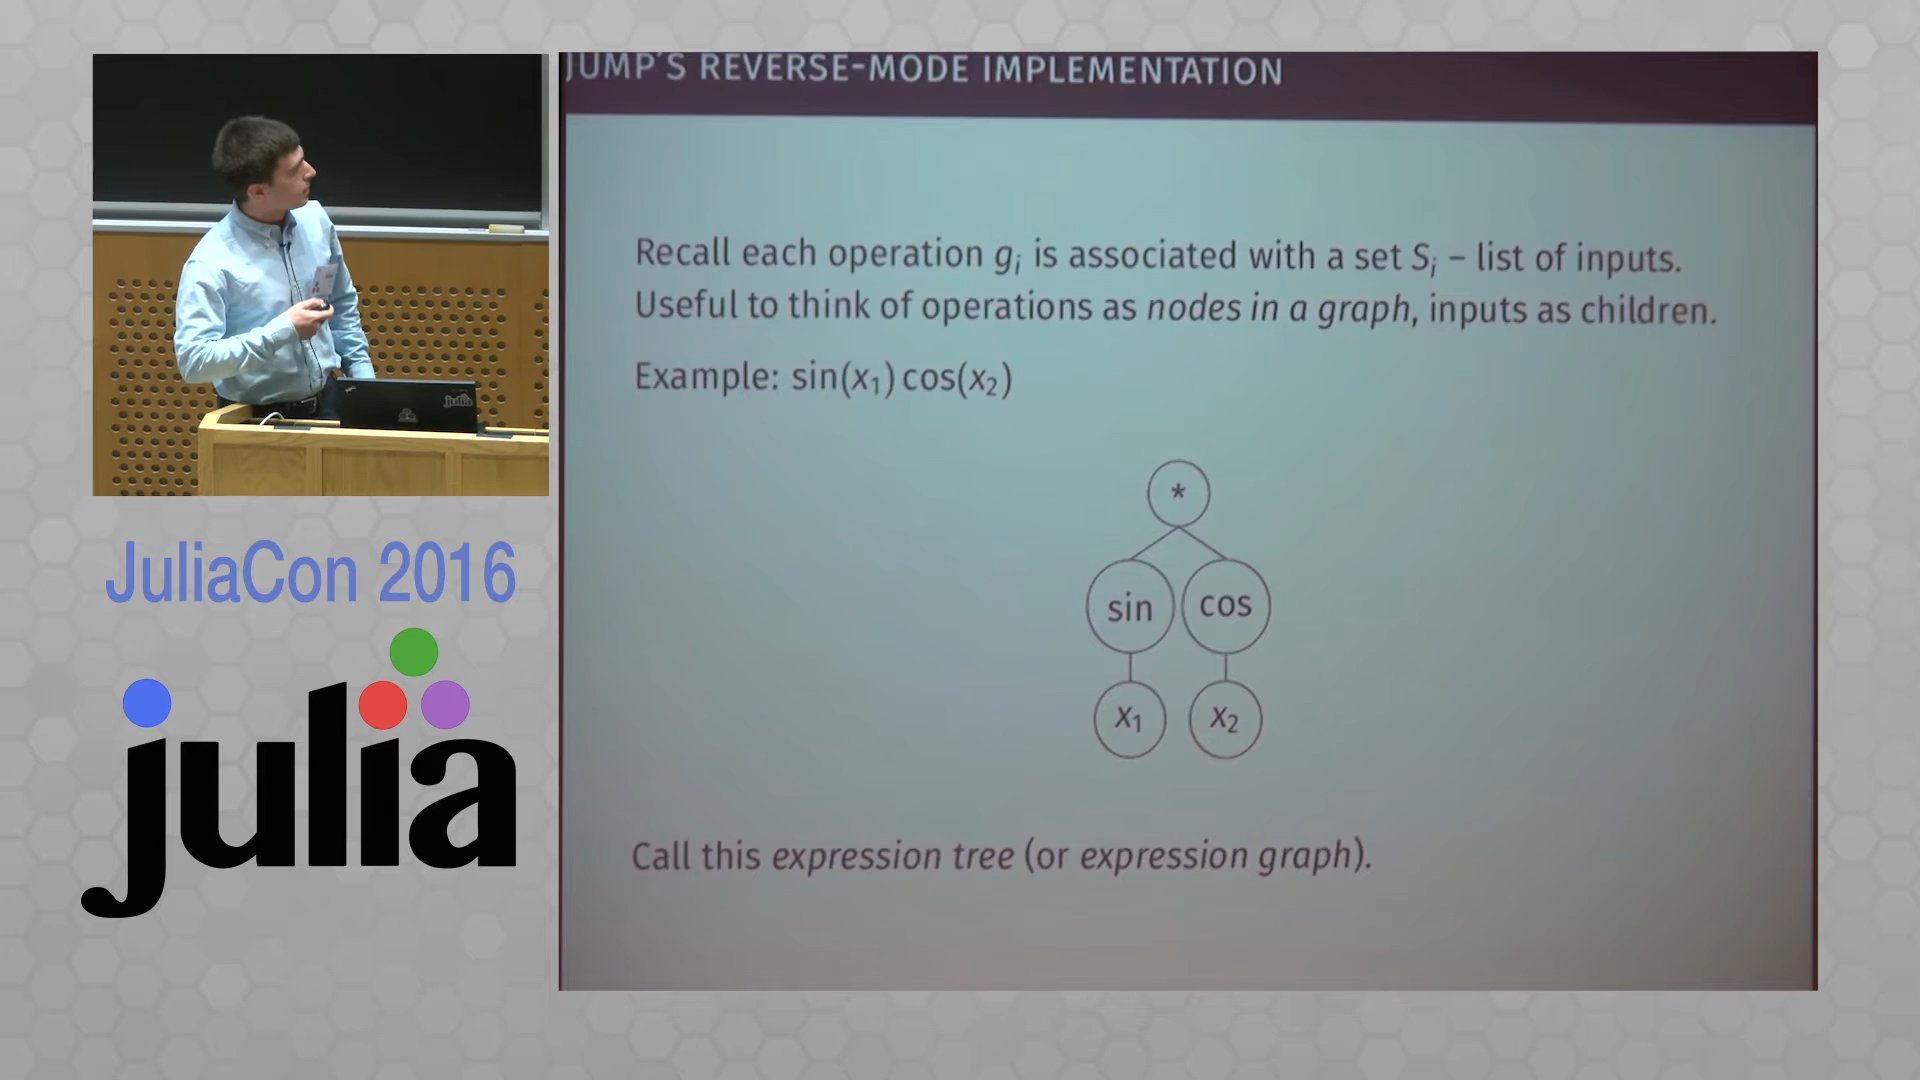 JUMP'S REVERSE-MODE IMPLEMENTATION
Recall each operation gᵢ is associated with a set Sᵢ – list of inputs.
Useful to think of operations as nodes in a graph, inputs as children.
Example: sin(x₁) cos(x₂)
*
sin cos
x₁ x₂
Call this expression tree (or expression graph).
julia
JuliaCon 2016
julia